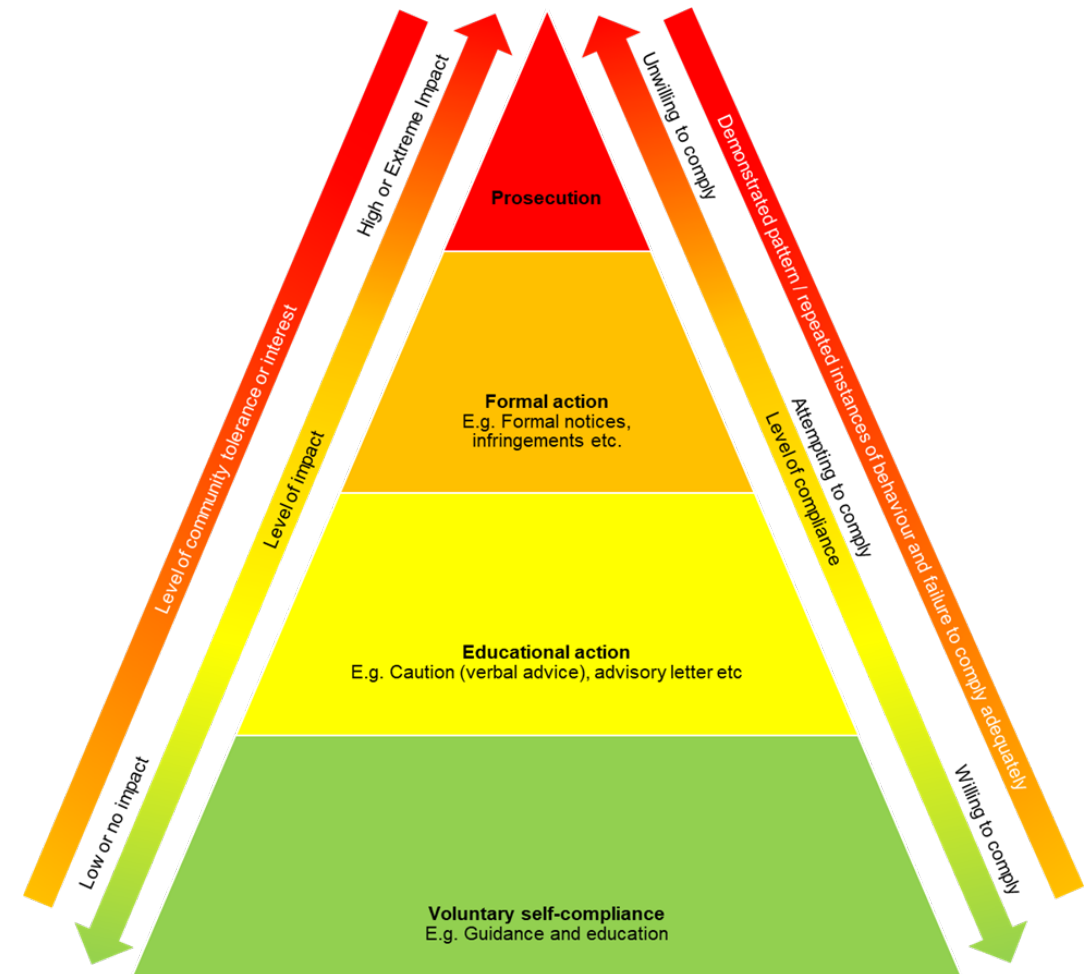 High or Extreme Impact
Level of community tolerance or interest
Level of impact
Low or no impact
Prosecution
Formal action
E.g. Formal notices,
infringements etc.
Educational action
E.g. Caution (verbal advice), advisory letter etc
Voluntary self-compliance
E.g. Guidance and education
Unwilling to comply
Attempting to comply
Level of compliance
Willing to comply
Demonstrated pattern / repeated instances of behaviour and failure to comply adequately